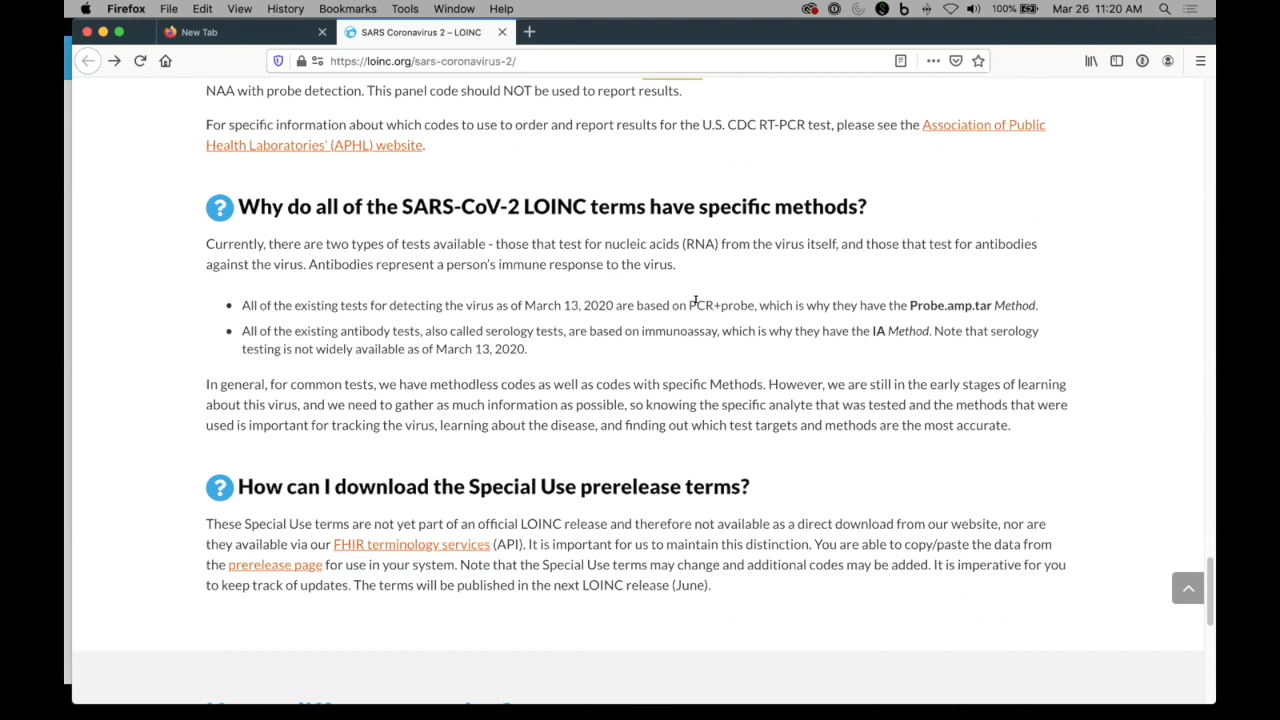 Firefox File Edit View History Bookmarks Tools Window Help 100% Mar 26 11:20 AM
New Tab SARS Coronavirus 2 – LOINC
https://loinc.org/sars-coronavirus-2/
NAA with probe detection. This panel code should NOT be used to report results.
For specific information about which codes to use to order and report results for the U.S. CDC RT-PCR test, please see the Association of Public
Health Laboratories' (APHL) website.
? Why do all of the SARS-CoV-2 LOINC terms have specific methods?
Currently, there are two types of tests available - those that test for nucleic acids (RNA) from the virus itself, and those that test for antibodies
against the virus. Antibodies represent a person's immune response to the virus.
• All of the existing tests for detecting the virus as of March 13, 2020 are based on PCR+probe, which is why they have the Probe.amp.tar Method.
• All of the existing antibody tests, also called serology tests, are based on immunoassay, which is why they have the IA Method. Note that serology
testing is not widely available as of March 13, 2020.
In general, for common tests, we have methodless codes as well as codes with specific Methods. However, we are still in the early stages of learning
about this virus, and we need to gather as much information as possible, so knowing the specific analyte that was tested and the methods that were
used is important for tracking the virus, learning about the disease, and finding out which test targets and methods are the most accurate.
? How can I download the Special Use prerelease terms?
These Special Use terms are not yet part of an official LOINC release and therefore not available as a direct download from our website, nor are
they available via our FHIR terminology services (API). It is important for us to maintain this distinction. You are able to copy/paste the data from
the prerelease page for use in your system. Note that the Special Use terms may change and additional codes may be added. It is imperative for you
to keep track of updates. The terms will be published in the next LOINC release (June).